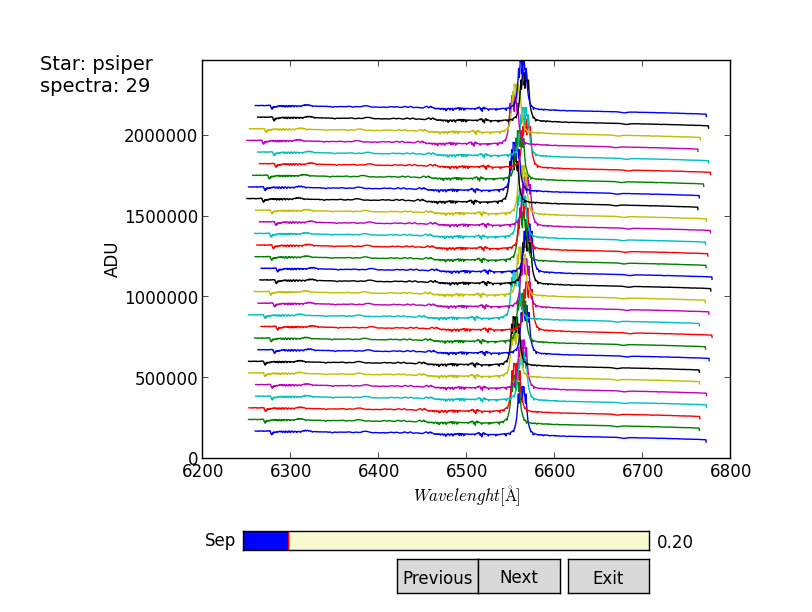 Star: psiper
spectra: 29
ADU
2000000
1500000
1000000
500000
0
6200 6300 6400 6500 6600 6700 6800
Wavelenght[Å]
Sep 0.20
Previous Next Exit